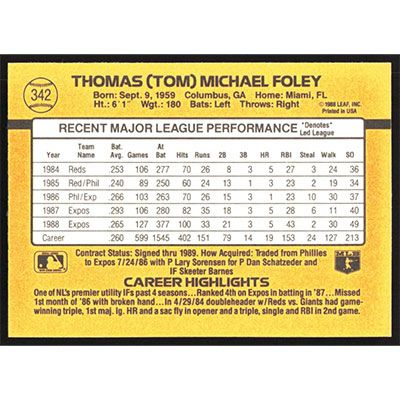 342
THOMAS (TOM) MICHAEL FOLEY
Born: Sept. 9, 1959 Columbus, GA Home: Miami, FL
Ht.: 6'1" Wgt.: 180 Bats: Left Throws: Right
©1988 LEAF, INC.
Printed in USA
RECENT MAJOR LEAGUE PERFORMANCE *Denotes* Led League
Year Team Name Bat. Avg. Games At Bat Hits Runs 2B 3B HR RBI Steal Walk SO
1984 Reds .253 106 277 70 26 8 3 5 27 3 24 36
1985 Red/Phil .240 89 250 60 24 13 1 3 23 2 19 34
1986 Phi/Exp .266 103 263 70 26 15 3 1 23 10 30 37
1987 Expos .293 106 280 82 35 18 3 5 28 6 11 40
1988 Expos .265 127 377 100 33 21 3 5 43 2 30 49
Career .260 599 1545 402 151 79 14 19 153 24 127 213
Contract Status: Signed thru 1989. How Acquired: Traded from Phillies
to Expos 7/24/86 with P Lary Sorensen for P Dan Schatzeder and
IF Skeeter Barnes
MLB
CAREER HIGHLIGHTS
One of NL's premier utility IFs past 4 seasons...Ranked 4th on Expos in batting in '87...Missed
1st month of '86 with broken hand... In 4/29/84 doubleheader w/Reds vs. Giants had game-
winning triple, 1st maj. lg. HR and a sac fly in opener and a triple, single and RBI in 2nd game.